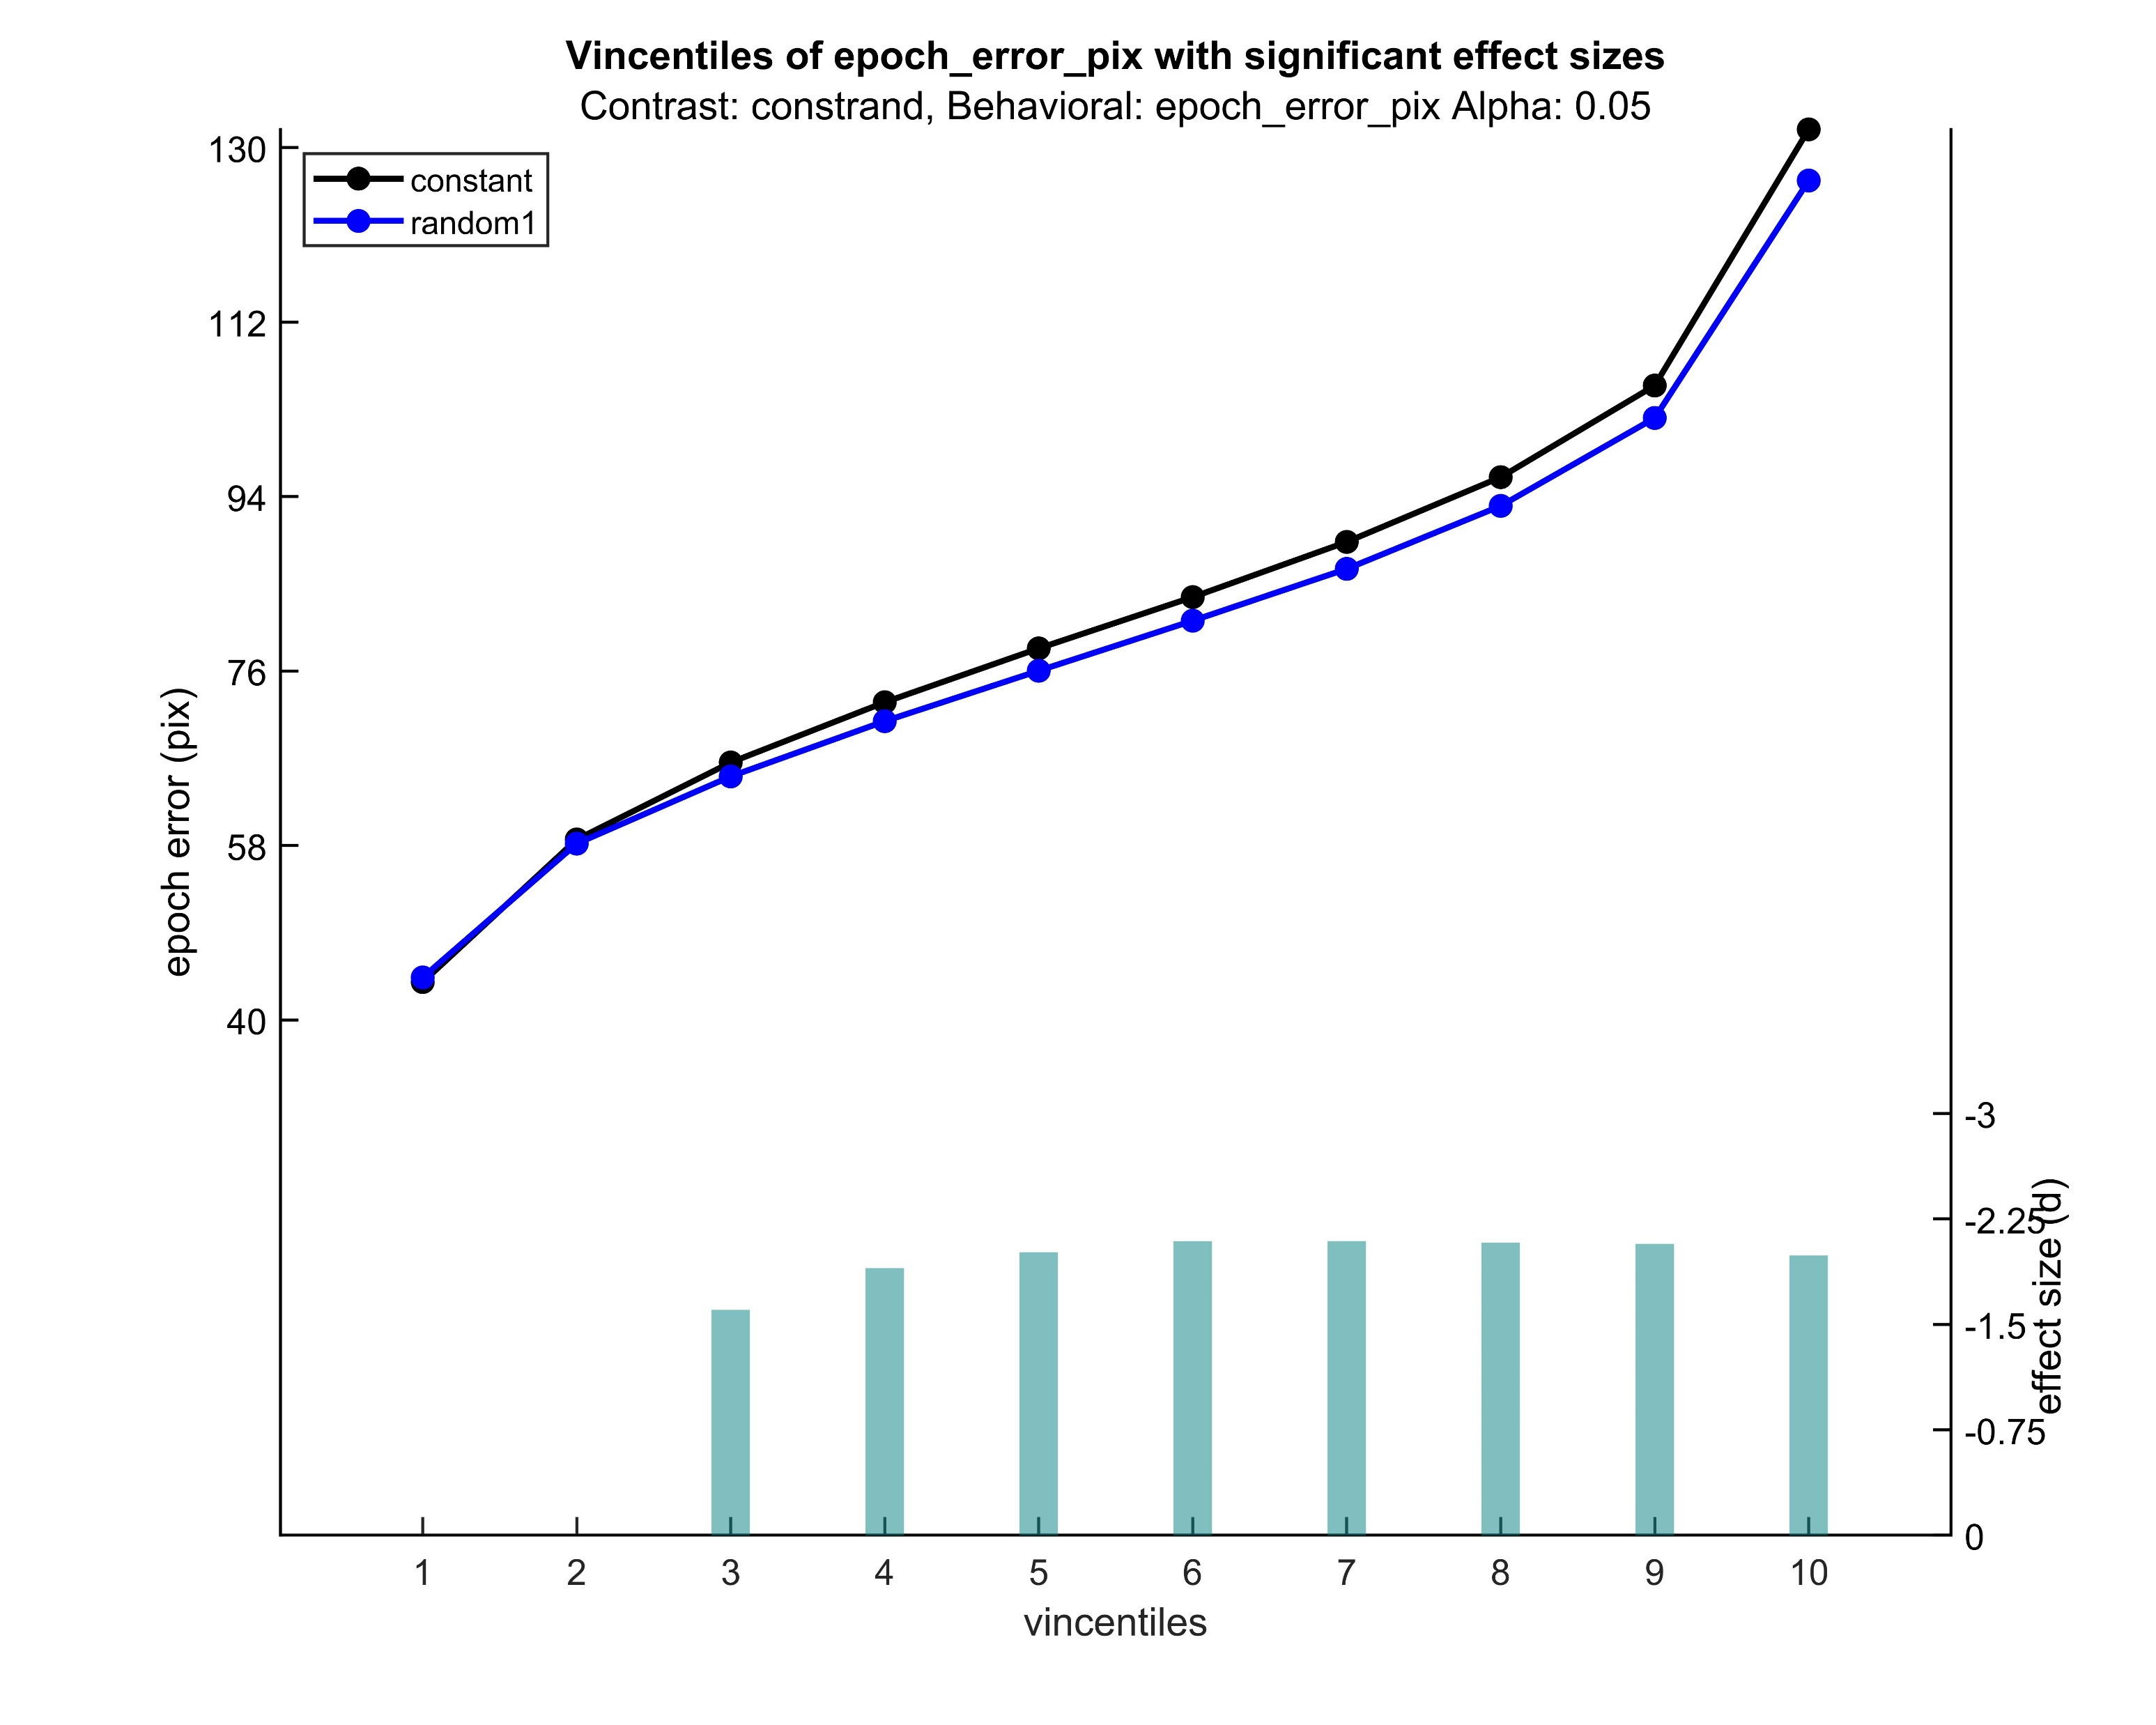 Vincentiles of epoch_error_pix with significant effect sizes
Contrast: constrand, Behavioral: epoch_error_pix Alpha: 0.05
constant
random1
130
112
94
76
58
40
epoch error (pix)
-3
-2.25
-1.5
-0.75
0
effect size (d)
1 2 3 4 5 6 7 8 9 10
vincentiles